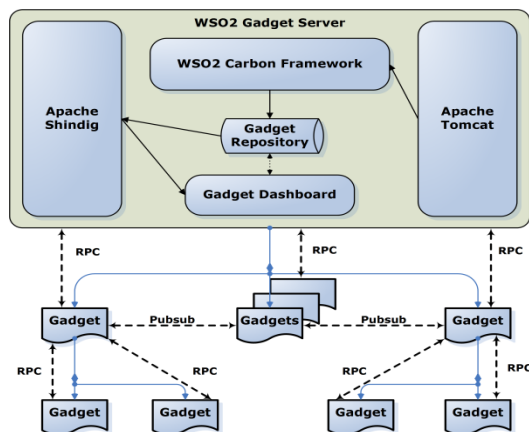 WSO2 Gadget Server
WSO2 Carbon Framework
Apache
Shindig
Apache
Tomcat
Gadget
Repository
Gadget Dashboard
RPC
RPC
RPC
Gadget
Pubsub
Gadgets
Pubsub
Gadget
RPC
RPC
RPC
RPC
Gadget
Gadget
Gadget
Gadget